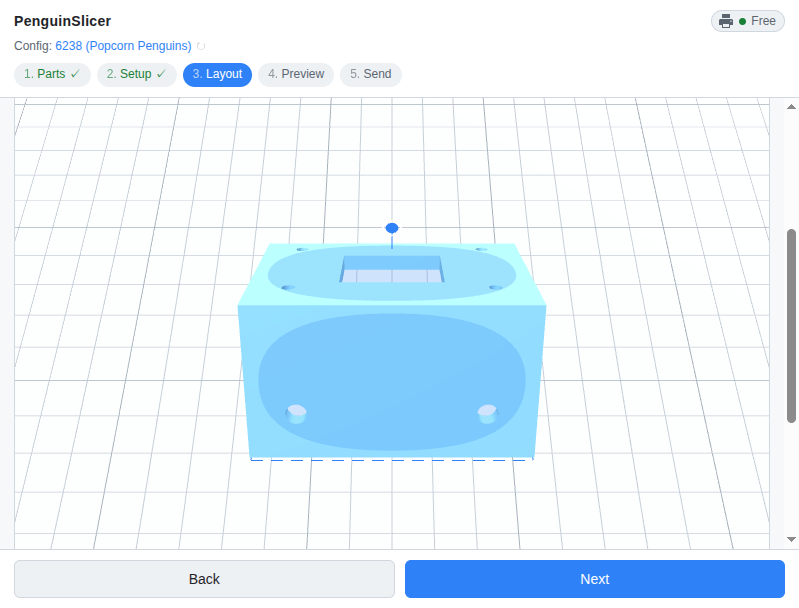 PenguinSlicer
Free
Config: 6238 (Popcorn Penguins)
1. Parts ✓
2. Setup ✓
3. Layout
4. Preview
5. Send
Back
Next